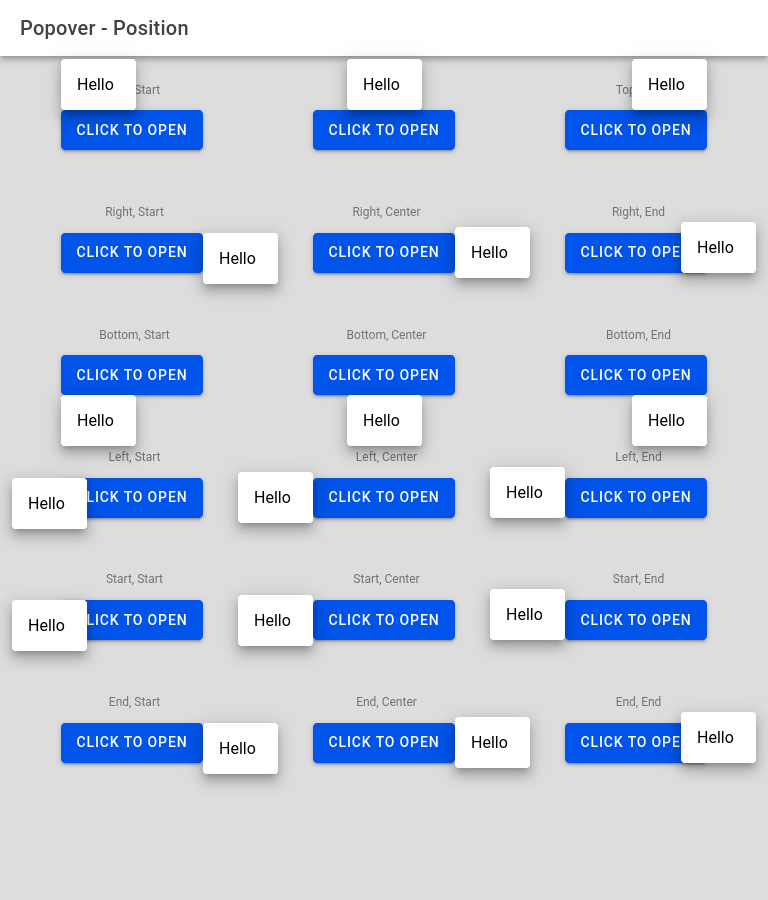 Popover - Position
Hello Hello Hello
Start Top
CLICK TO OPEN CLICK TO OPEN CLICK TO OPEN
Right, Start Right, Center Right, End
CLICK TO OPEN Hello CLICK TO OPEN Hello CLICK TO OPE Hello
Bottom, Start Bottom, Center Bottom, End
CLICK TO OPEN CLICK TO OPEN CLICK TO OPEN
Hello Hello Hello
Left, Start Left, Center Left, End
Hello LICK TO OPEN Hello CLICK TO OPEN Hello CLICK TO OPEN
Start, Start Start, Center Start, End
Hello LICK TO OPEN Hello CLICK TO OPEN Hello CLICK TO OPEN
End, Start End, Center End, End
CLICK TO OPEN Hello CLICK TO OPEN Hello CLICK TO OPE Hello